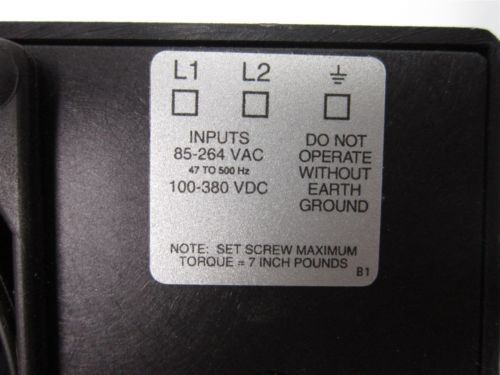 L1 L2
INPUTS
85-264 VAC
47 TO 500 Hz
100-380 VDC
DO NOT
OPERATE
WITHOUT
EARTH
GROUND
NOTE: SET SCREW MAXIMUM
TORQUE = 7 INCH POUNDS
B1